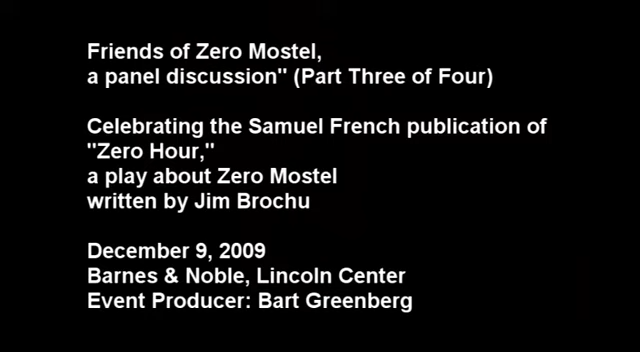 Friends of Zero Mostel,
a panel discussion" (Part Three of Four)
Celebrating the Samuel French publication of
"Zero Hour,"
a play about Zero Mostel
written by Jim Brochu
December 9, 2009
Barnes & Noble, Lincoln Center
Event Producer: Bart Greenberg